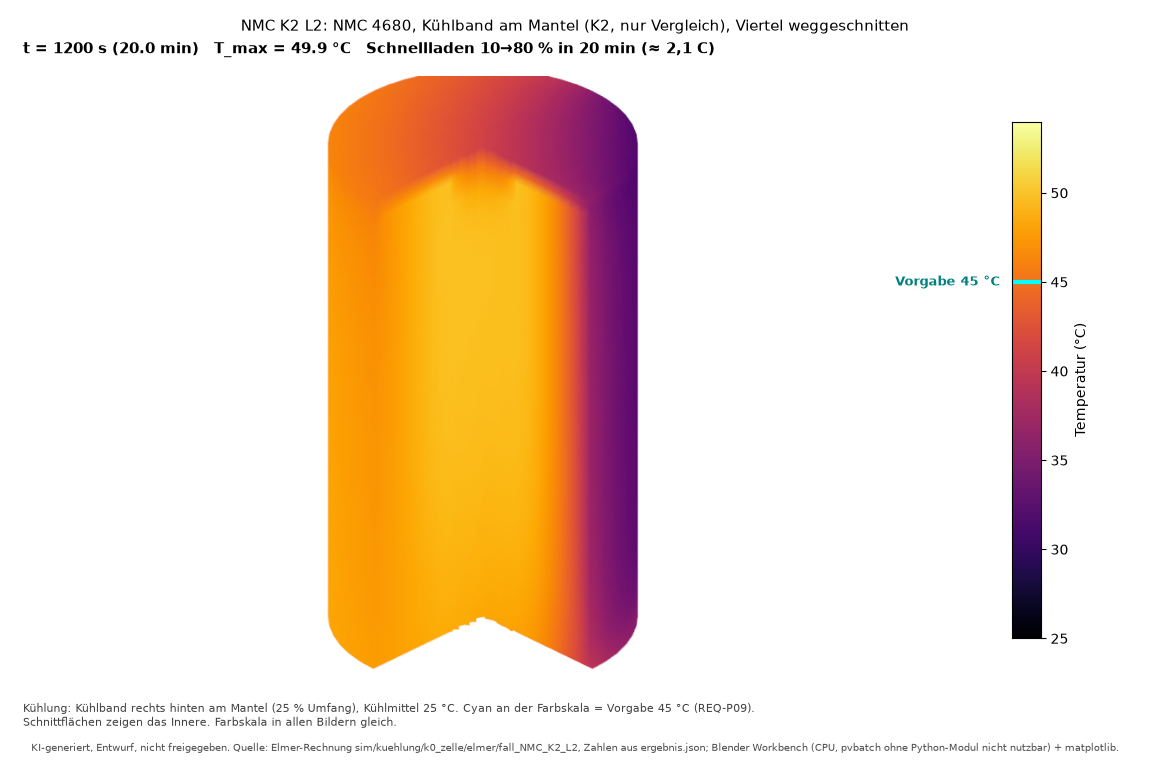 NMC K2 L2: NMC 4680, Kühlband am Mantel (K2, nur Vergleich), Viertel weggeschnitten
t = 1200 s (20.0 min)   T_max = 49.9 °C   Schnellladen 10→80 % in 20 min (≈ 2,1 C)
50
Vorgabe 45 °C
45
40
35
30
25
Temperatur (°C)
Kühlung: Kühlband rechts hinten am Mantel (25 % Umfang), Kühlmittel 25 °C. Cyan an der Farbskala = Vorgabe 45 °C (REQ-P09).
Schnittflächen zeigen das Innere. Farbskala in allen Bildern gleich.
KI-generiert, Entwurf, nicht freigegeben. Quelle: Elmer-Rechnung sim/kuehlung/k0_zelle/elmer/fall_NMC_K2_L2, Zahlen aus ergebnis.json; Blender Workbench (CPU, pvbatch ohne Python-Modul nicht nutzbar) + matplotlib.